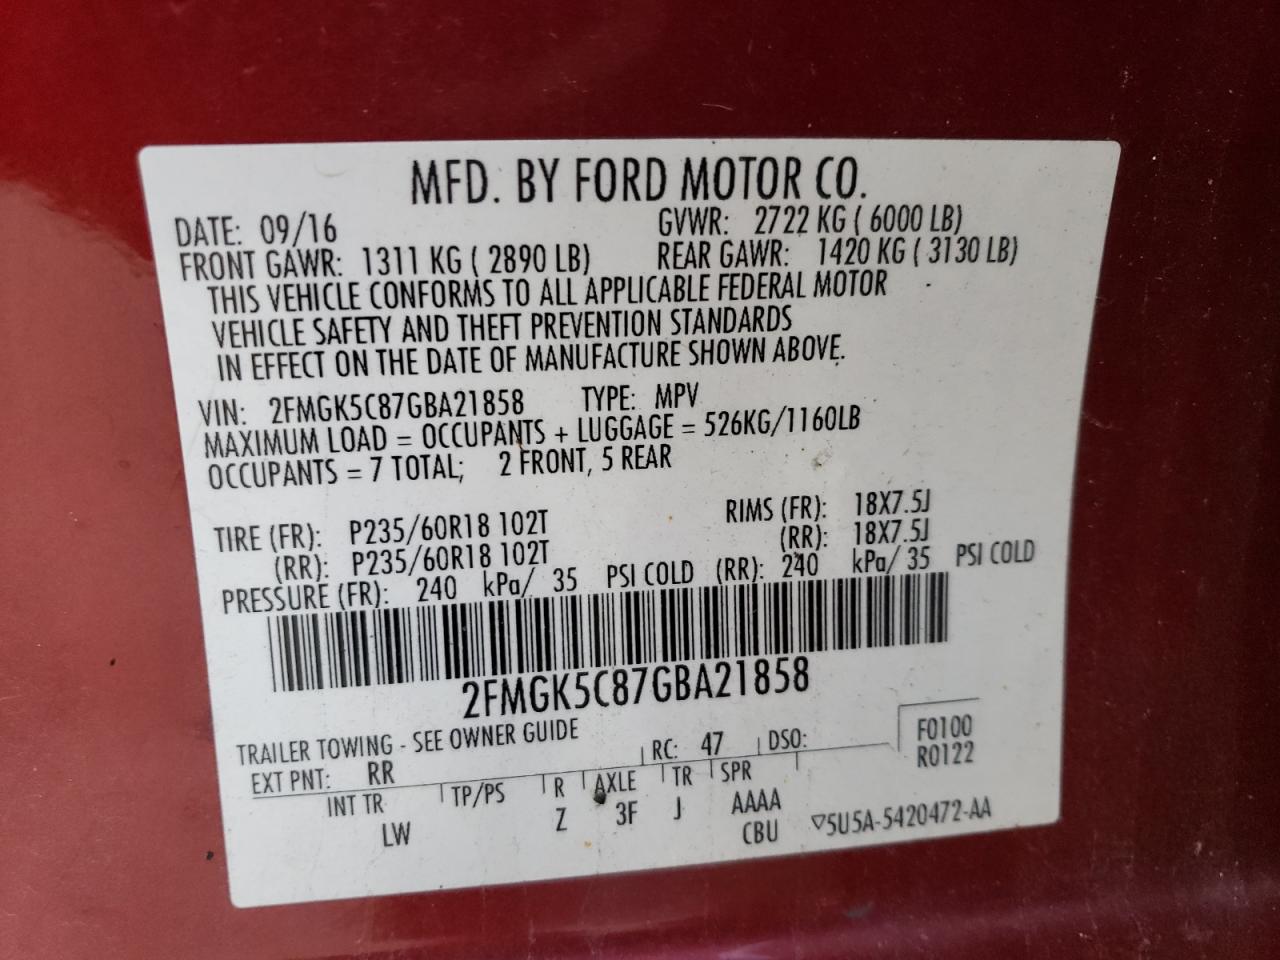 MFD. BY FORD MOTOR CO.
DATE: 09/16 GVWR: 2722 KG ( 6000 LB)
FRONT GAWR: 1311 KG ( 2890 LB) REAR GAWR: 1420 KG ( 3130 LB)
THIS VEHICLE CONFORMS TO ALL APPLICABLE FEDERAL MOTOR
VEHICLE SAFETY AND THEFT PREVENTION STANDARDS
IN EFFECT ON THE DATE OF MANUFACTURE SHOWN ABOVE.
VIN: 2FMGK5C87GBA21858 TYPE: MPV
MAXIMUM LOAD = OCCUPANTS + LUGGAGE = 526KG/1160LB
OCCUPANTS = 7 TOTAL; 2 FRONT, 5 REAR
TIRE (FR): P235/60R18 102T RIMS (FR): 18X7.5J
(RR): P235/60R18 102T (RR): 18X7.5J
PRESSURE (FR): 240 kPa/ 35 PSI COLD (RR): 240 kPa/ 35 PSI COLD
2FMGK5C87GBA21858
TRAILER TOWING - SEE OWNER GUIDE
EXT PNT: RR RC: 47 DSO: F0100
R0122
INT TR TP/PS R AXLE TR SPR
LW Z 3F J AAAA
CBU ▽5U5A-5420472-AA